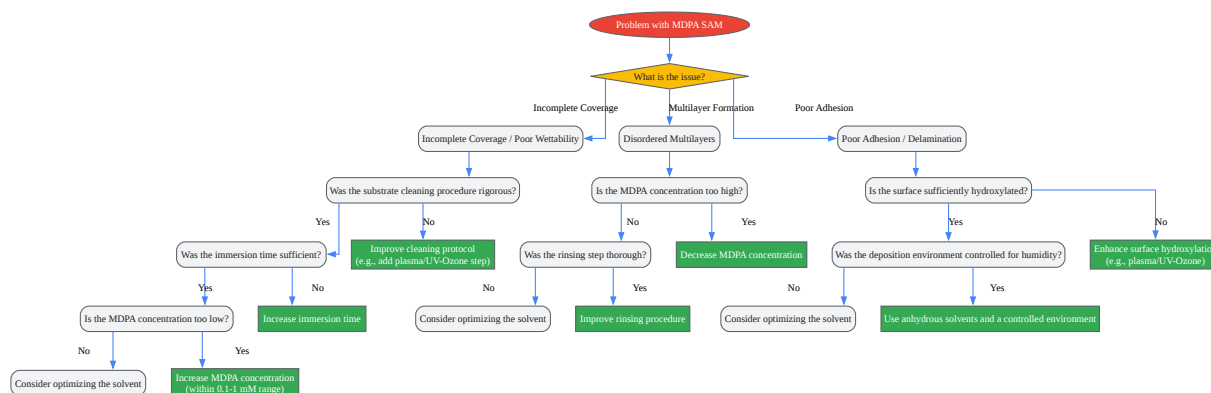 Problem with MDPA SAM
What is the issue?
Incomplete Coverage
Multilayer Formation
Poor Adhesion
Incomplete Coverage / Poor Wettability
Disordered Multilayers
Poor Adhesion / Delamination
Was the substrate cleaning procedure rigorous?
Is the MDPA concentration too high?
Is the surface sufficiently hydroxylated?
Yes
No
No
Yes
Yes
No
Was the immersion time sufficient?
Improve cleaning protocol
(e.g., add plasma/UV-Ozone step)
Was the rinsing step thorough?
Decrease MDPA concentration
Was the deposition environment controlled for humidity?
Enhance surface hydroxylatio
(e.g., plasma/UV-Ozone)
Yes
No
No
Yes
No
Yes
Is the MDPA concentration too low?
Increase immersion time
Consider optimizing the solvent
Improve rinsing procedure
Consider optimizing the solvent
Use anhydrous solvents and a controlled environment
No
Yes
Consider optimizing the solvent
Increase MDPA concentration
(within 0.1-1 mM range)